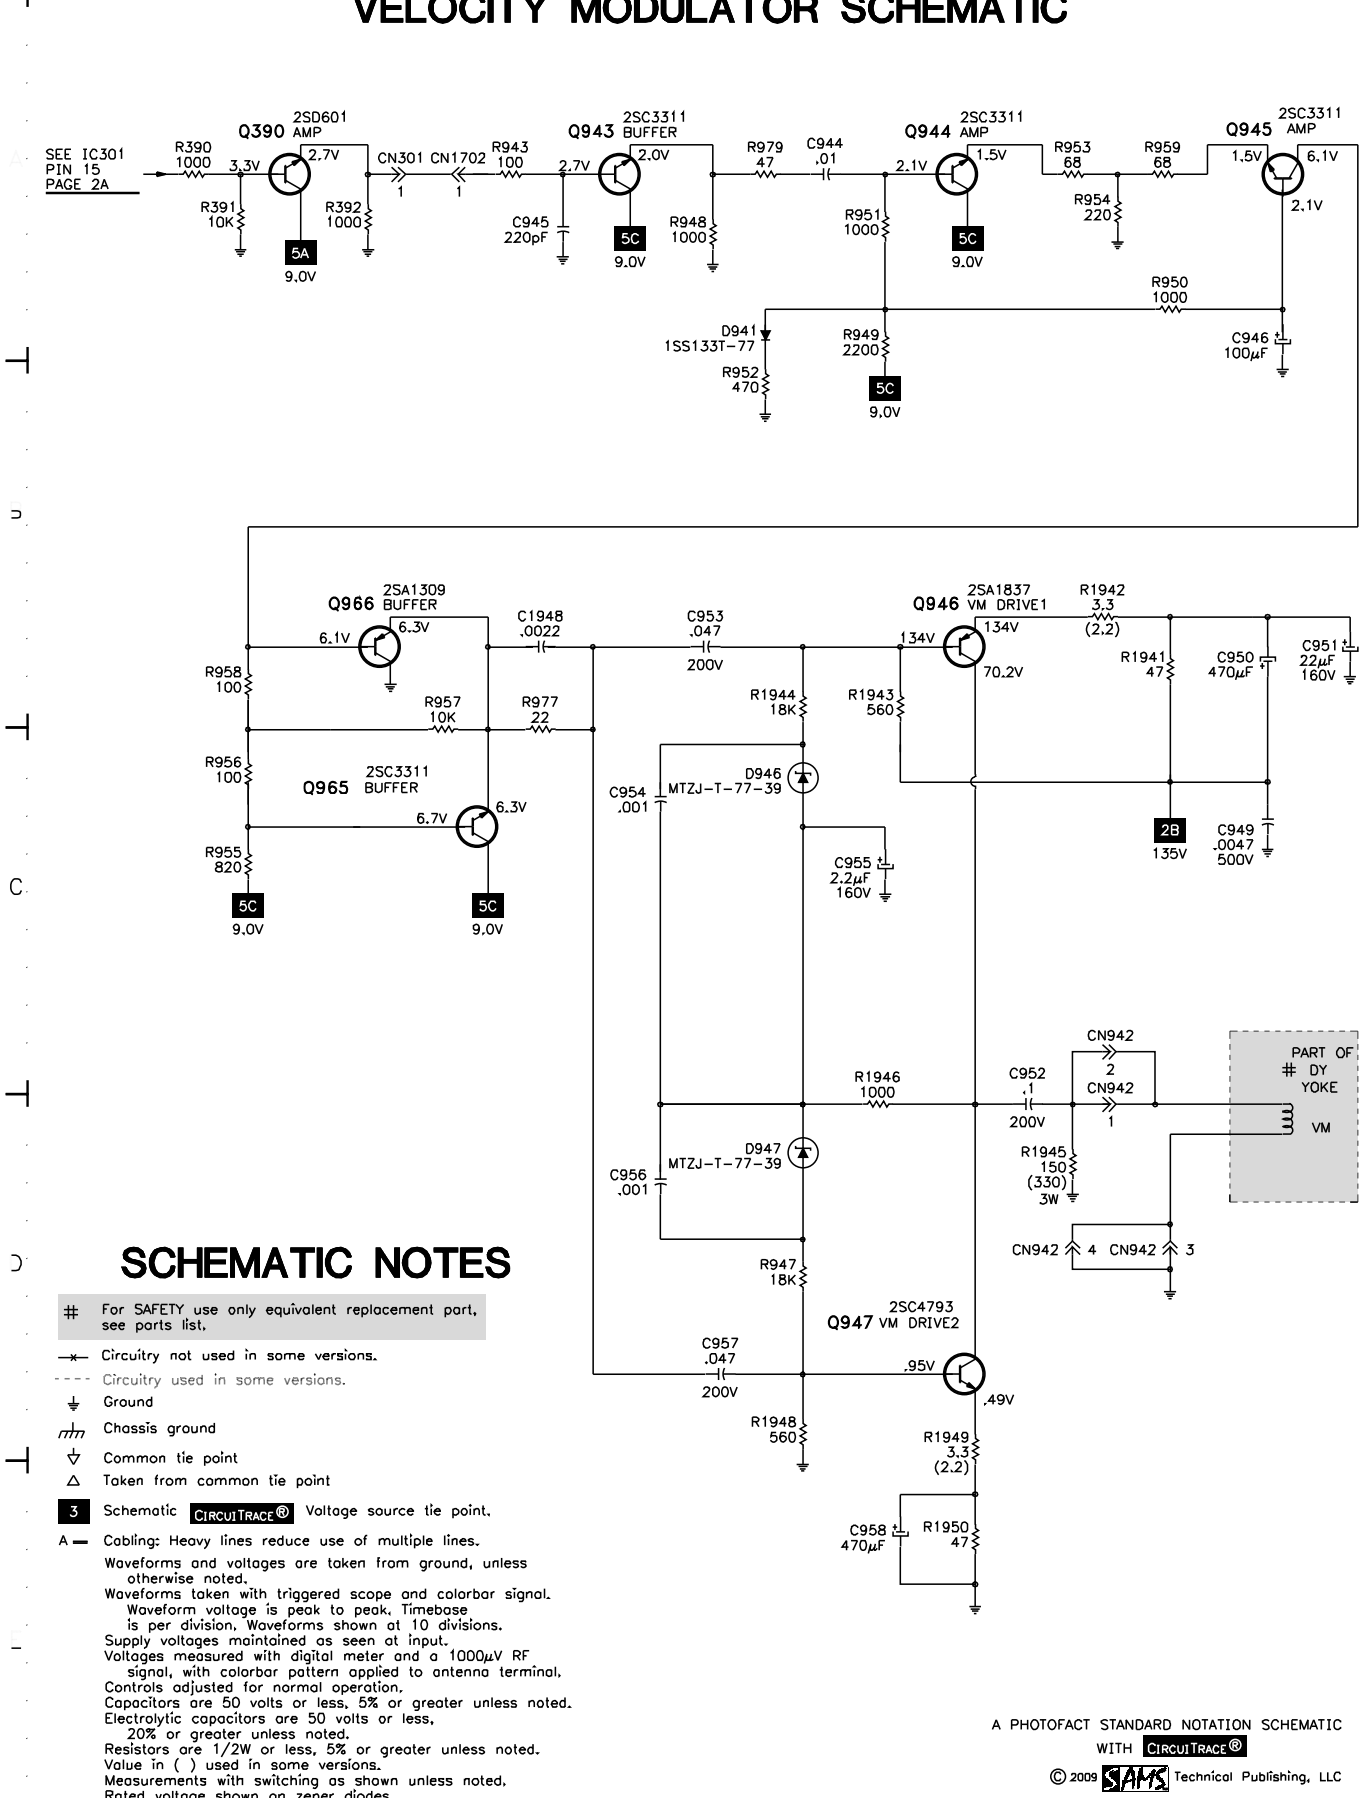 VELOCITY MODULATOR SCHEMATIC
SEE IC301
PIN 15
PAGE 2A
R390
1000
3.3V
Q390
2SD601
AMP
2.7V
R391
10K
5A
9.0V
R392
1000
CN301
1
CN1702
1
R943
100
2.7V
C945
220pF
Q943
2SC3311
BUFFER
2.0V
5C
9.0V
R948
1000
R979
47
C944
.01
2.1V
Q944
2SC3311
AMP
1.5V
R951
1000
5C
9.0V
R953
68
R954
220
R959
68
Q945
2SC3311
AMP
1.5V
6.1V
2.1V
R950
1000
D941
1SS133T-77
R952
470
R949
2200
5C
9.0V
C946
100µF
B
Q966
2SA1309
BUFFER
6.1V
6.3V
R958
100
R957
10K
R977
22
C1948
.0022
C953
.047
200V
R956
100
Q965
2SC3311
BUFFER
6.7V
6.3V
R955
820
5C
9.0V
5C
9.0V
Q946
2SA1837
VM DRIVE1
134V
134V
70.2V
R1942
3.3
(2.2)
R1944
18K
R1943
560
R1941
47
C950
470µF
C951
22µF
160V
D946
MTZJ-T-77-39
C954
.001
C955
2.2µF
160V
2B
135V
C949
.0047
500V
C
R1946
1000
C952
.1
200V
CN942
2
CN942
1
PART OF
# DY
YOKE
VM
D947
MTZJ-T-77-39
C956
.001
R1945
150
(330)
3W
CN942 4
CN942 3
D
R947
18K
Q947
2SC4793
VM DRIVE2
C957
.047
200V
.95V
.49V
R1948
560
R1949
3.3
(2.2)
C958
470µF
R1950
47
SCHEMATIC NOTES
# For SAFETY use only equivalent replacement part,
see parts list.
Circuitry not used in some versions.
Circuitry used in some versions.
Ground
Chassis ground
Common tie point
Taken from common tie point
3 Schematic CIRCUITRACE® Voltage source tie point.
A Cabling: Heavy lines reduce use of multiple lines.
Waveforms and voltages are taken from ground, unless
otherwise noted.
Waveforms taken with triggered scope and colorbar signal.
Waveform voltage is peak to peak. Timebase
is per division. Waveforms shown at 10 divisions.
Supply voltages maintained as seen at input.
Voltages measured with digital meter and a 1000µV RF
signal, with colorbar pattern applied to antenna terminal.
Controls adjusted for normal operation.
Capacitors are 50 volts or less, 5% or greater unless noted.
Electrolytic capacitors are 50 volts or less,
20% or greater unless noted.
Resistors are 1/2W or less, 5% or greater unless noted.
Value in ( ) used in some versions.
Measurements with switching as shown unless noted.
Rated voltage shown on zener diodes.
A PHOTOFACT STANDARD NOTATION SCHEMATIC
WITH CIRCUITRACE®
© 2009 SAMS Technical Publishing, LLC